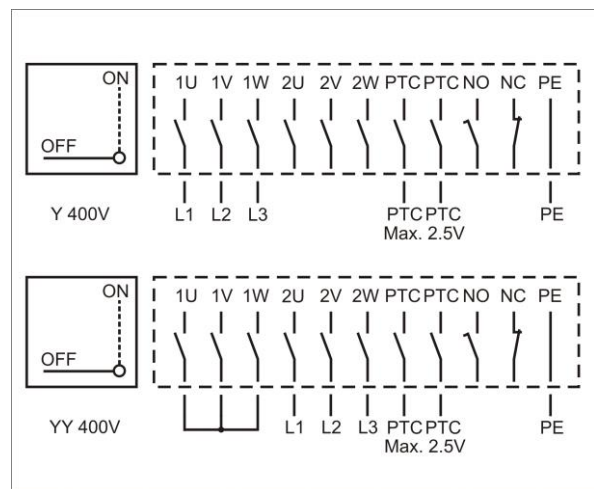 ON 1U 1V 1W 2U 2V 2W PTC PTC NO NC PE
OFF
Y 400V L1 L2 L3 PTC PTC PE
Max. 2.5V
ON 1U 1V 1W 2U 2V 2W PTC PTC NO NC PE
OFF
YY 400V L1 L2 L3 PTC PTC PE
Max. 2.5V